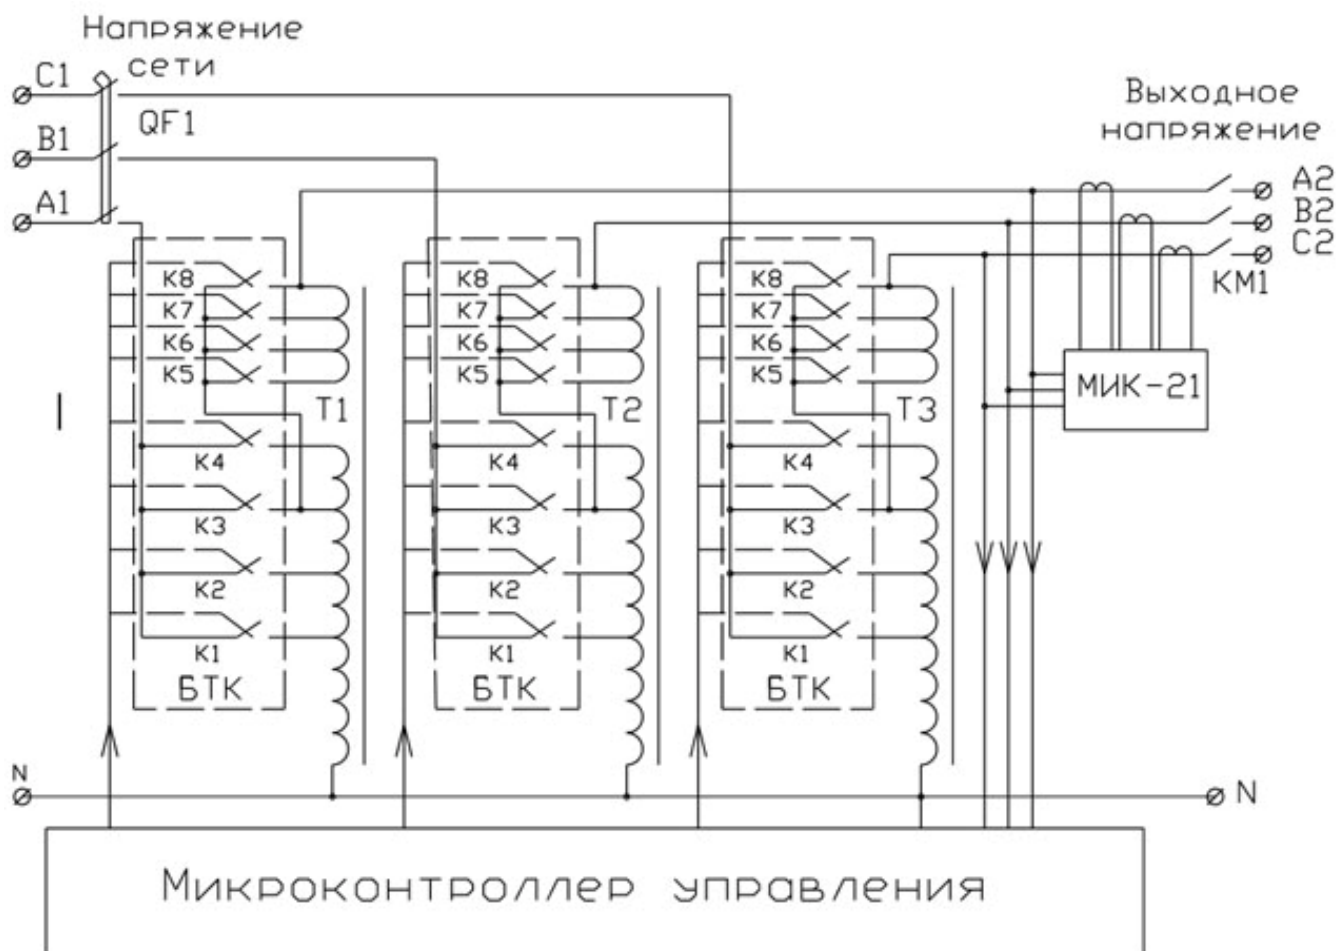 Напряжение
сети
C1
QF1
B1
A1
Выходное
напряжение
A2
B2
C2
KM1
K8
K7
K6
K5
T1
K4
K3
K2
K1
БТК
K8
K7
K6
K5
T2
K4
K3
K2
K1
БТК
K8
K7
K6
K5
T3
K4
K3
K2
K1
БТК
МИК-21
N
N
Микроконтроллер управления